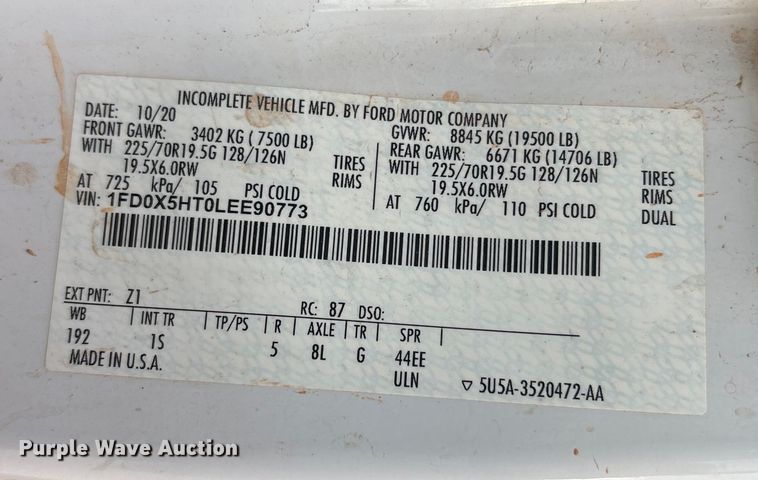 INCOMPLETE VEHICLE MFD. BY FORD MOTOR COMPANY
DATE: 10/20 GVWR: 8845 KG (19500 LB)
FRONT GAWR: 3402 KG ( 7500 LB) REAR GAWR: 6671 KG (14706 LB)
WITH 225/70R19.5G 128/126N TIRES WITH 225/70R19.5G 128/126N TIRES
19.5X6.0RW RIMS 19.5X6.0RW RIMS
AT 725 kPa/ 105 PSI COLD AT 760 kPa/ 110 PSI COLD DUAL
VIN: 1FD0X5HT0LEE90773
EXT PNT: Z1 RC: 87 DSO:
WB INT TR TP/PS R AXLE TR SPR
192 1S 5 8L G 44EE
MADE IN U.S.A. ULN ▽ 5U5A-3520472-AA
Purple Wave Auction